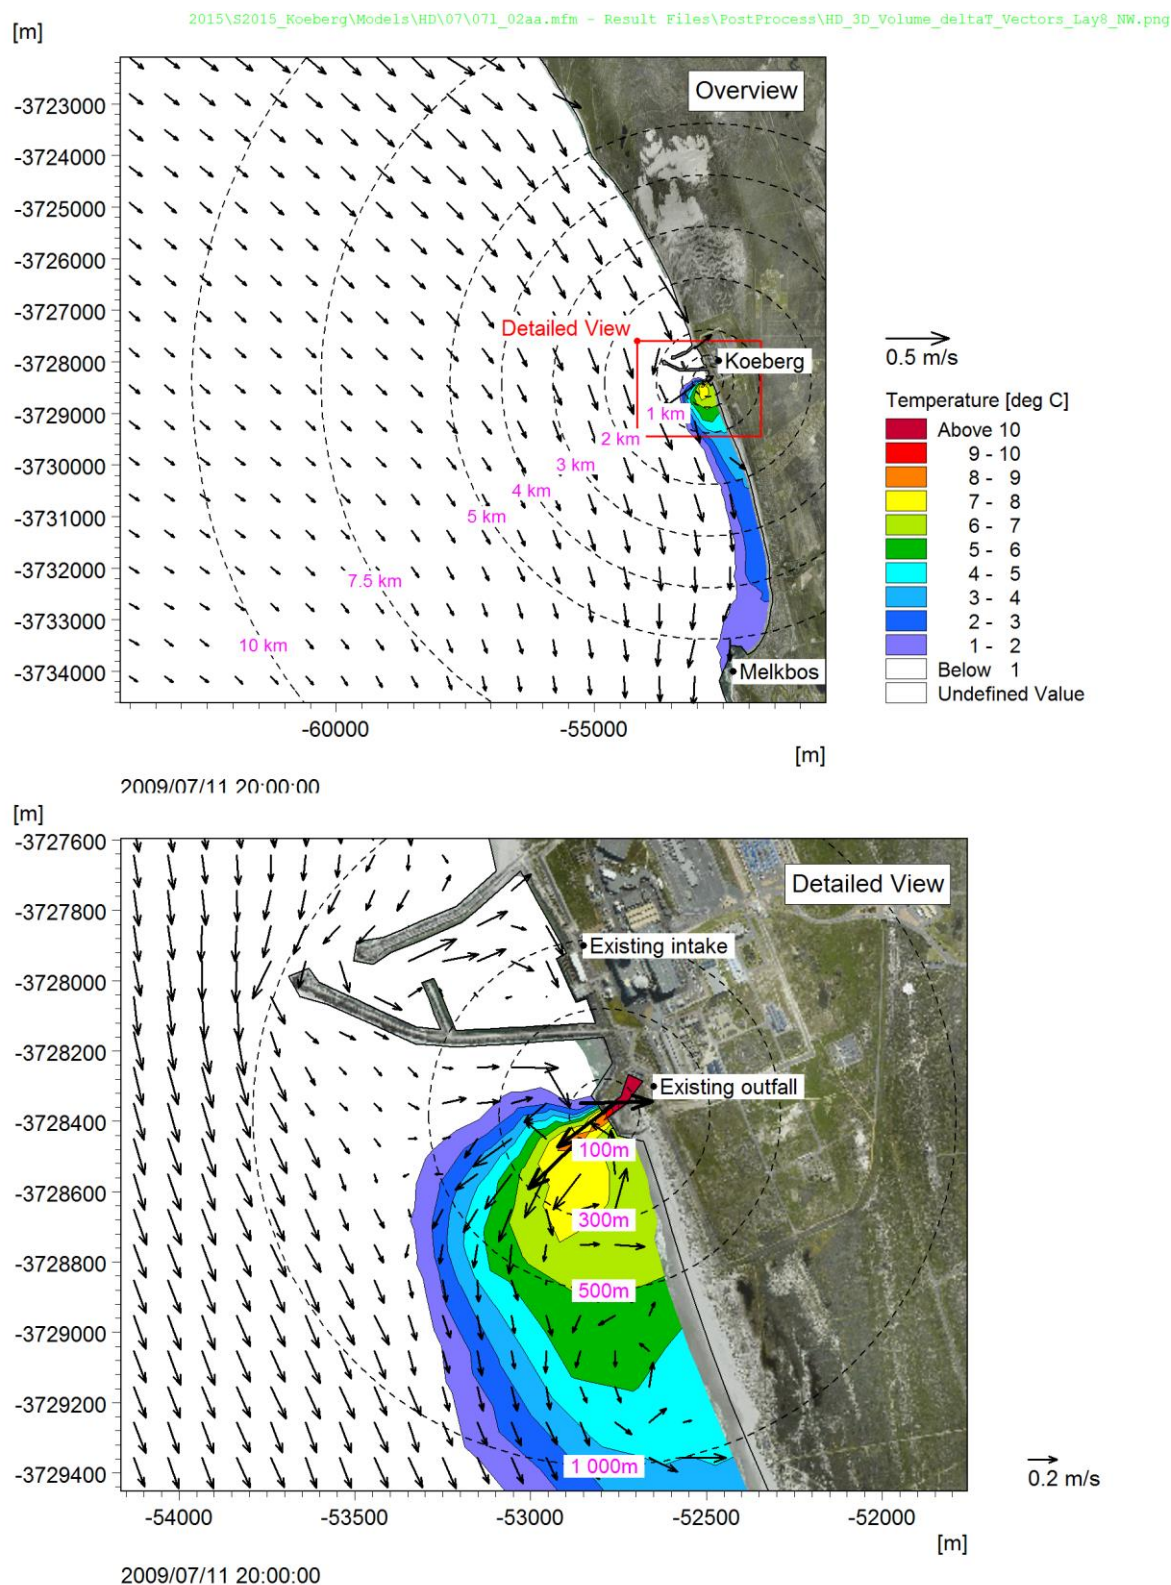 2015\S2015_Koeberg\Models\HD\07\07l_02aa.mfm - Result Files\PostProcess\HD_3D_Volume_deltaT_Vectors_Lay8_NW.png
[m]
Overview
-3723000
-3724000
-3725000
-3726000
-3727000
Detailed View
-3728000
Koeberg
0.5 m/s
-3729000
1 km
Temperature [deg C]
2 km
Above 10
-3730000
3 km
9 - 10
4 km
8 - 9
-3731000
5 km
7 - 8
6 - 7
-3732000
7.5 km
5 - 6
4 - 5
-3733000
3 - 4
10 km
2 - 3
1 - 2
-3734000
Melkbos
Below 1
Undefined Value
-60000
-55000
[m]
2009/07/11 20:00:00
[m]
-3727600
Detailed View
-3727800
Existing intake
-3728000
-3728200
Existing outfall
-3728400
100m
-3728600
300m
-3728800
500m
-3729000
-3729200
-3729400
1 000m
0.2 m/s
-54000
-53500
-53000
-52500
-52000
[m]
2009/07/11 20:00:00